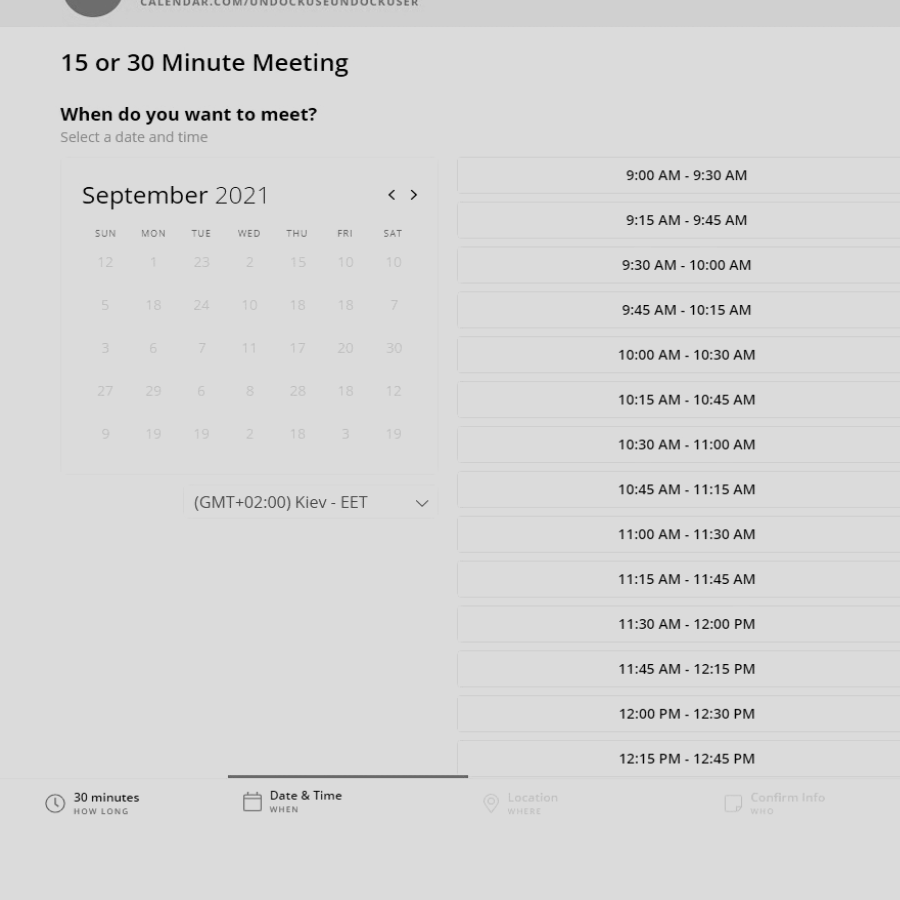 CALENDAR.COM/UNDOCKUSEUNDOCKUSER
15 or 30 Minute Meeting
When do you want to meet?
Select a date and time
September 2021
SUN MON TUE WED THU FRI SAT
12 1 23 2 15 10 10
5 18 24 10 18 18 7
3 6 7 11 17 20 30
27 29 6 8 28 18 12
9 19 19 2 18 3 19
(GMT+02:00) Kiev - EET
9:00 AM - 9:30 AM
9:15 AM - 9:45 AM
9:30 AM - 10:00 AM
9:45 AM - 10:15 AM
10:00 AM - 10:30 AM
10:15 AM - 10:45 AM
10:30 AM - 11:00 AM
10:45 AM - 11:15 AM
11:00 AM - 11:30 AM
11:15 AM - 11:45 AM
11:30 AM - 12:00 PM
11:45 AM - 12:15 PM
12:00 PM - 12:30 PM
12:15 PM - 12:45 PM
30 minutes
HOW LONG
Date & Time
WHEN
Location
WHERE
Confirm Info
WHO